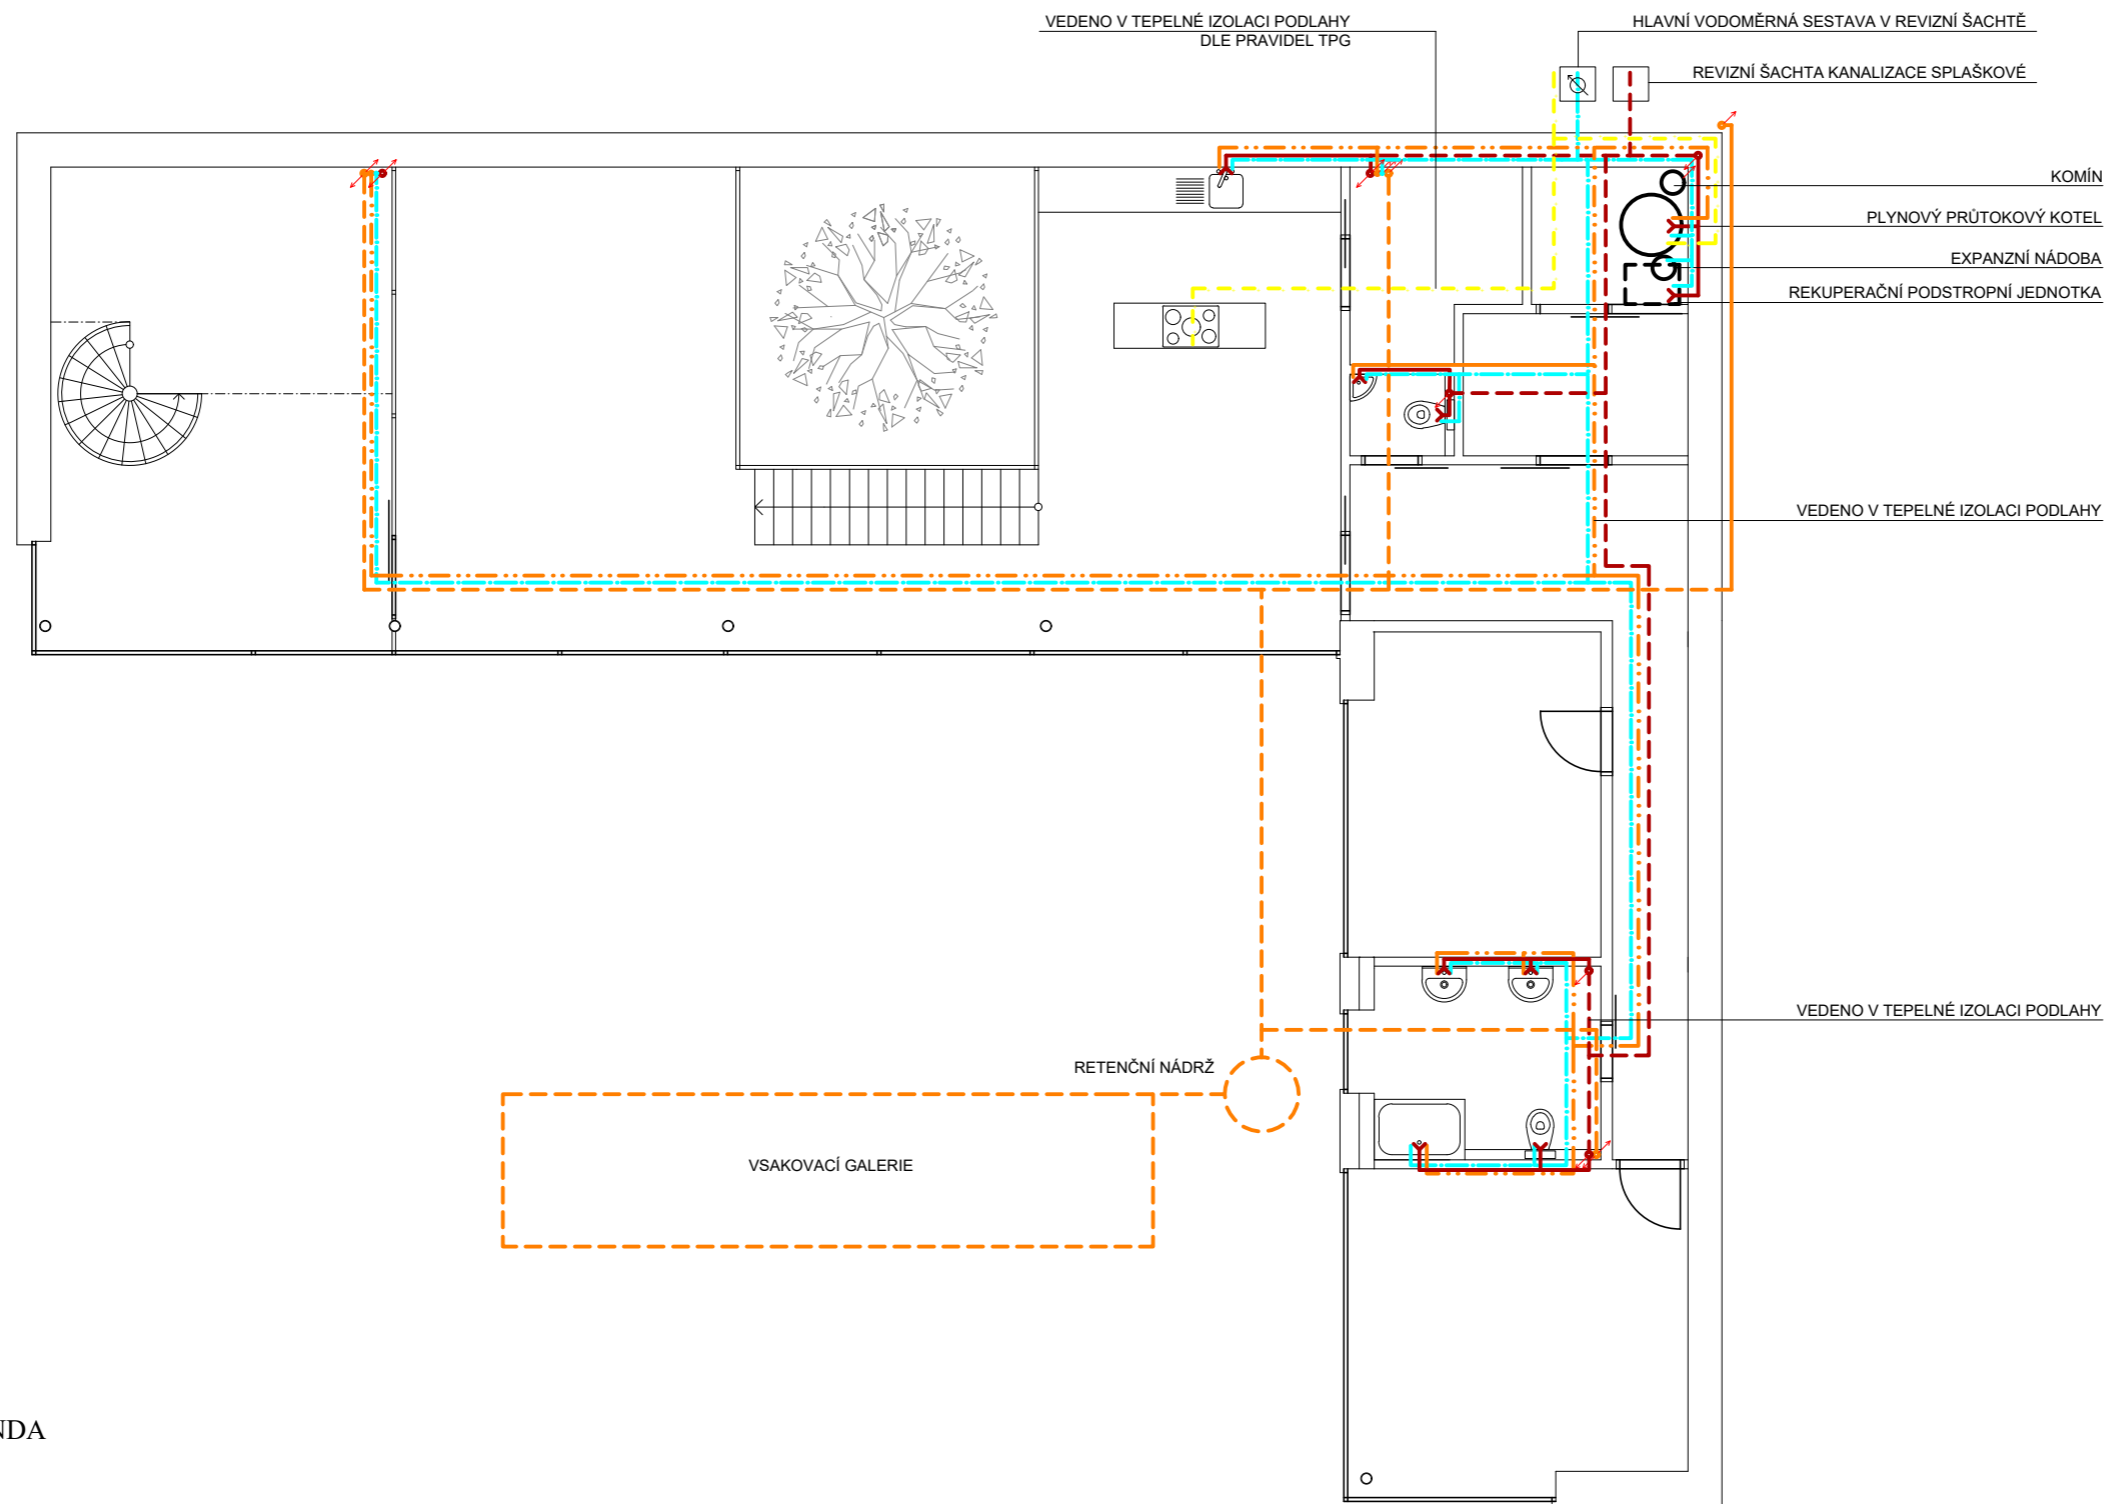 VEDENO V TEPELNÉ IZOLACI PODLAHY
DLE PRAVIDEL TPG
HLAVNÍ VODOMĚRNÁ SESTAVA V REVIZNÍ ŠACHTĚ
REVIZNÍ ŠACHTA KANALIZACE SPLAŠKOVÉ
KOMÍN
PLYNOVÝ PRŮTOKOVÝ KOTEL
EXPANZNÍ NÁDOBA
REKUPERAČNÍ PODSTROPNÍ JEDNOTKA
VEDENO V TEPELNÉ IZOLACI PODLAHY
VEDENO V TEPELNÉ IZOLACI PODLAHY
RETENČNÍ NÁDRŽ
VSAKOVACÍ GALERIE
NDA